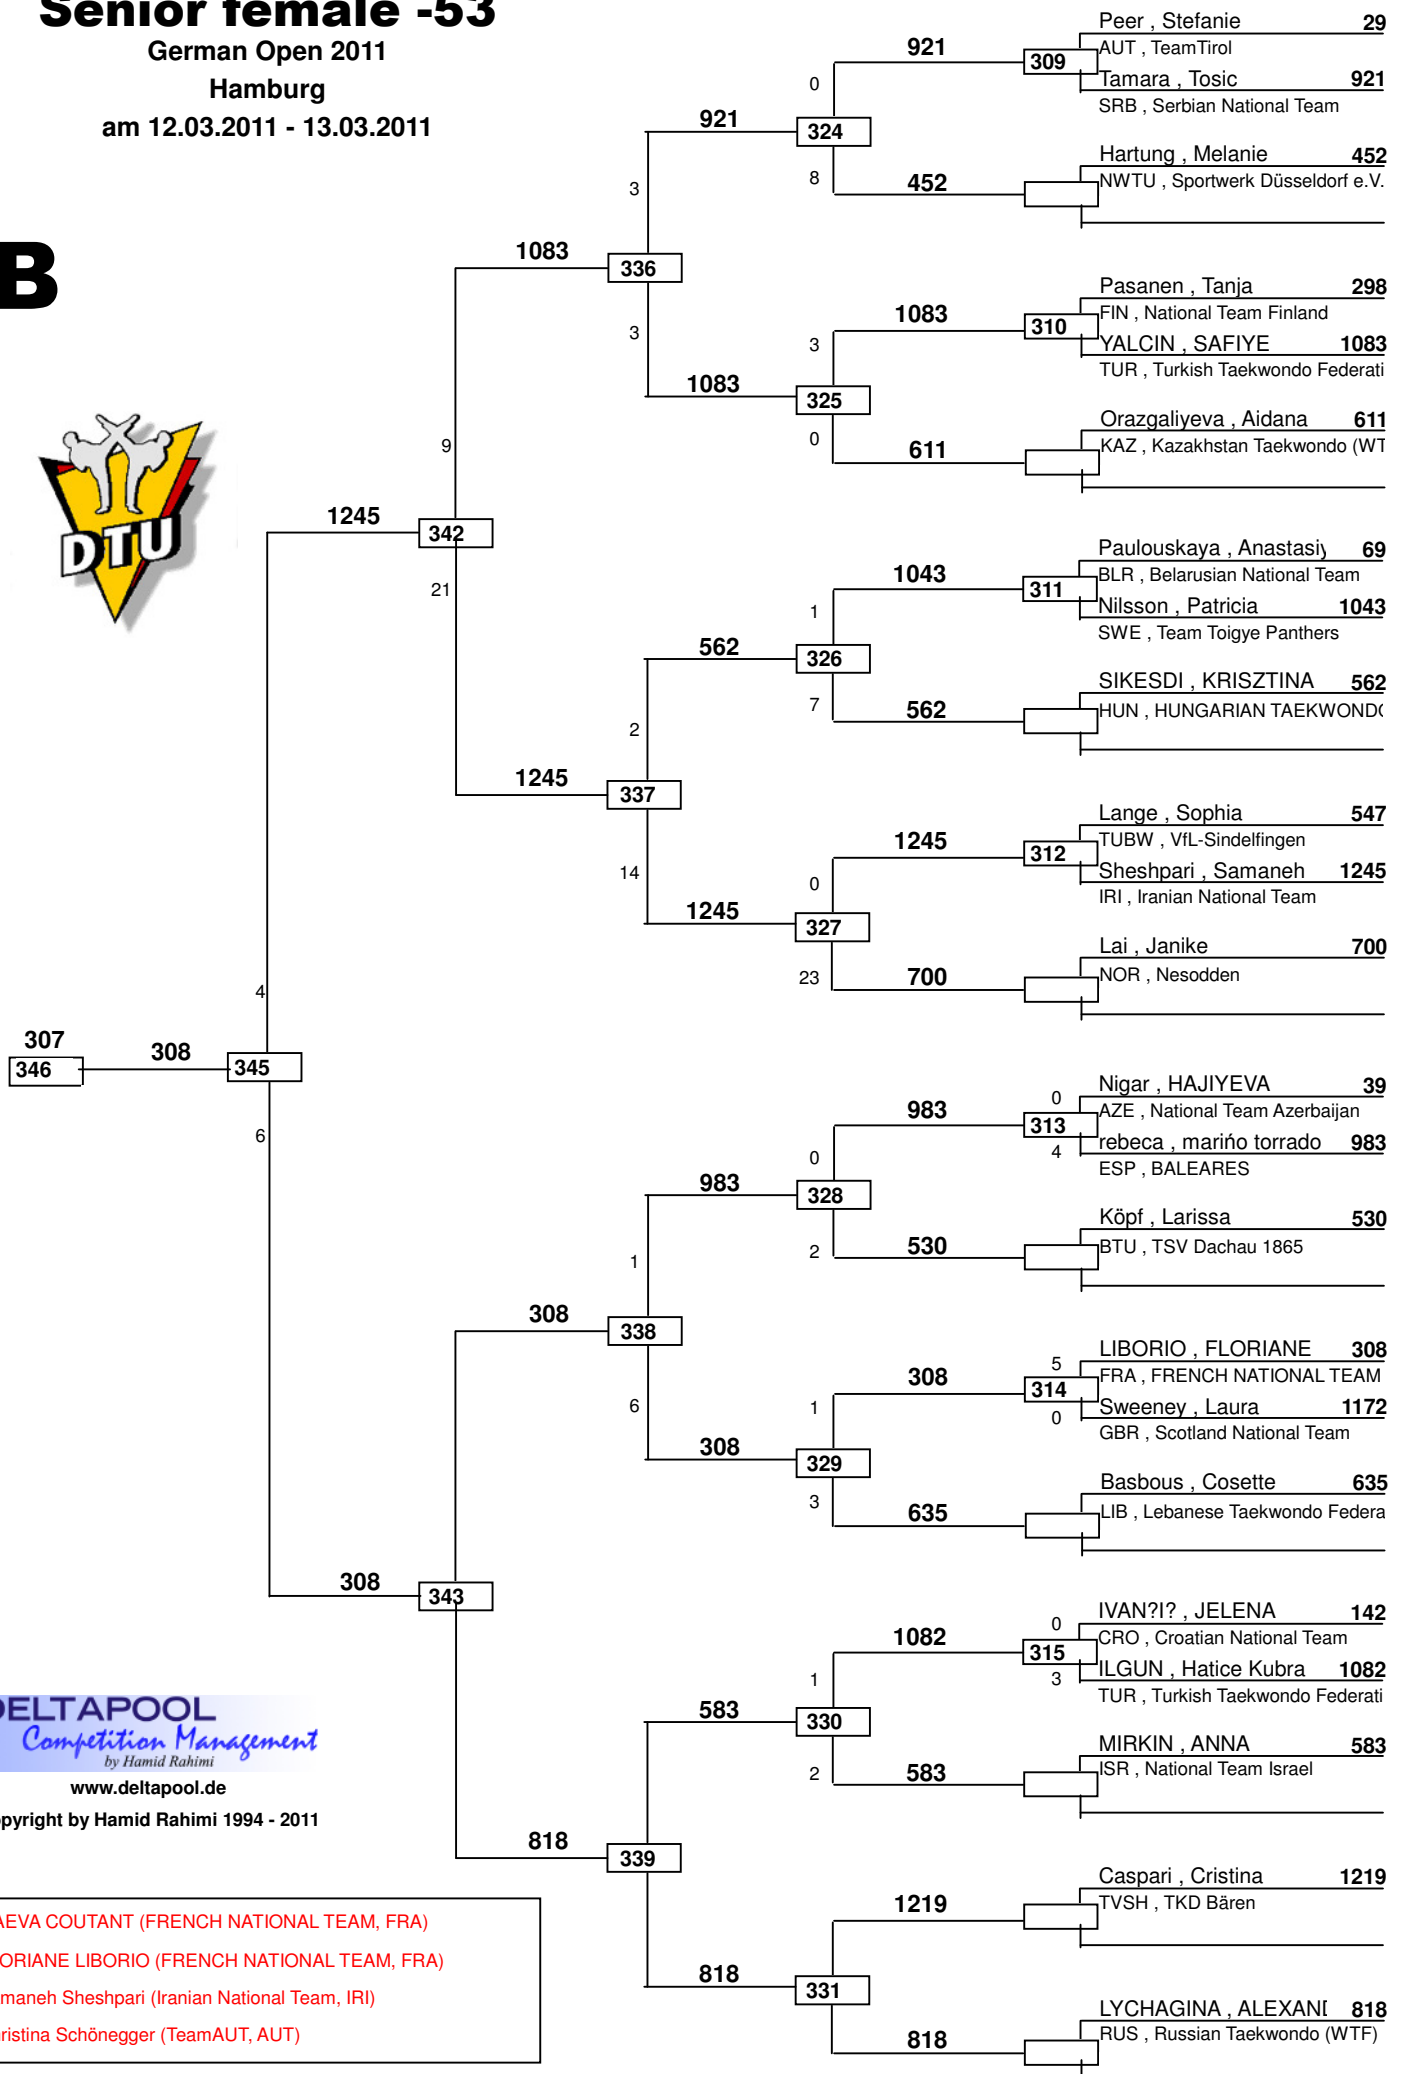 Senior female -53
German Open 2011
Hamburg
am 12.03.2011 - 13.03.2011
B
DTU
Peer , Stefanie 29
AUT , TeamTirol
921
309
Tamara , Tosic 921
SRB , Serbian National Team
0
921
324
8
Hartung , Melanie 452
NWTU , Sportwerk Düsseldorf e.V.
452
3
1083
336
3
Pasanen , Tanja 298
FIN , National Team Finland
1083
310
YALCIN , SAFIYE 1083
TUR , Turkish Taekwondo Federati
3
1083
325
0
Orazgaliyeva , Aidana 611
KAZ , Kazakhstan Taekwondo (WT
611
9
1245
342
21
Paulouskaya , Anastasiy 69
BLR , Belarusian National Team
1043
311
Nilsson , Patricia 1043
SWE , Team Toigye Panthers
1
562
326
7
SIKESDI , KRISZTINA 562
HUN , HUNGARIAN TAEKWONDO
562
2
1245
337
14
Lange , Sophia 547
TUBW , VfL-Sindelfingen
1245
312
Sheshpari , Samaneh 1245
IRI , Iranian National Team
0
1245
327
23
Lai , Janike 700
NOR , Nesodden
700
4
307
346
308
345
6
Nigar , HAJIYEVA 39
AZE , National Team Azerbaijan
0
983
313
4
rebeca , marińo torrado 983
ESP , BALEARES
0
983
328
2
Köpf , Larissa 530
BTU , TSV Dachau 1865
530
1
308
338
6
LIBORIO , FLORIANE 308
FRA , FRENCH NATIONAL TEAM
5
308
314
0
Sweeney , Laura 1172
GBR , Scotland National Team
1
308
329
3
Basbous , Cosette 635
LIB , Lebanese Taekwondo Federa
635
308
343
IVAN?I? , JELENA 142
CRO , Croatian National Team
0
1082
315
3
ILGUN , Hatice Kubra 1082
TUR , Turkish Taekwondo Federati
1
583
330
2
MIRKIN , ANNA 583
ISR , National Team Israel
583
818
339
Caspari , Cristina 1219
TVSH , TKD Bären
1219
818
331
LYCHAGINA , ALEXAND 818
RUS , Russian Taekwondo (WTF)
818
DELTAPOOL
Competition Management
by Hamid Rahimi
www.deltapool.de
opyright by Hamid Rahimi 1994 - 2011
AEVA COUTANT (FRENCH NATIONAL TEAM, FRA)
ORIANE LIBORIO (FRENCH NATIONAL TEAM, FRA)
maneh Sheshpari (Iranian National Team, IRI)
ristina Schönegger (TeamAUT, AUT)